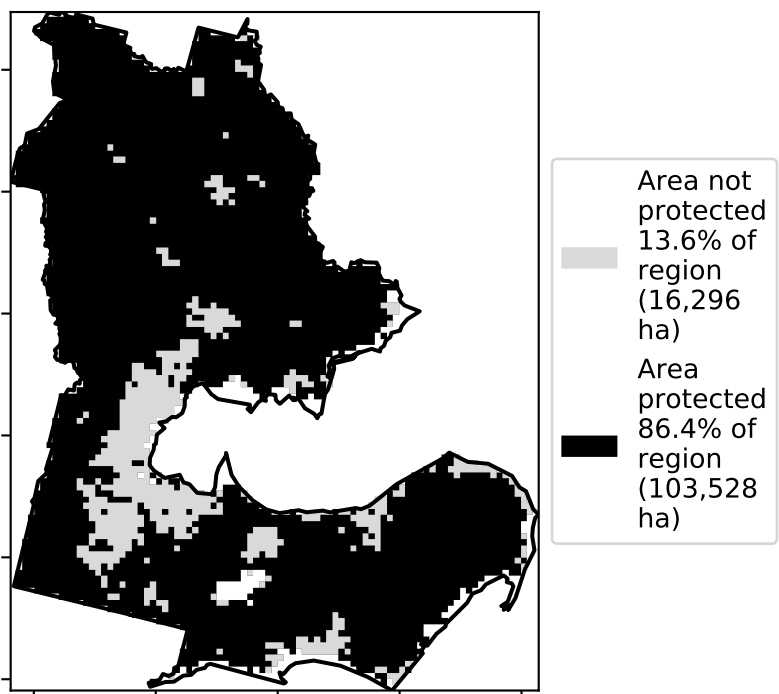 Area not
protected
13.6% of
region
(16,296
ha)
Area
protected
86.4% of
region
(103,528
ha)